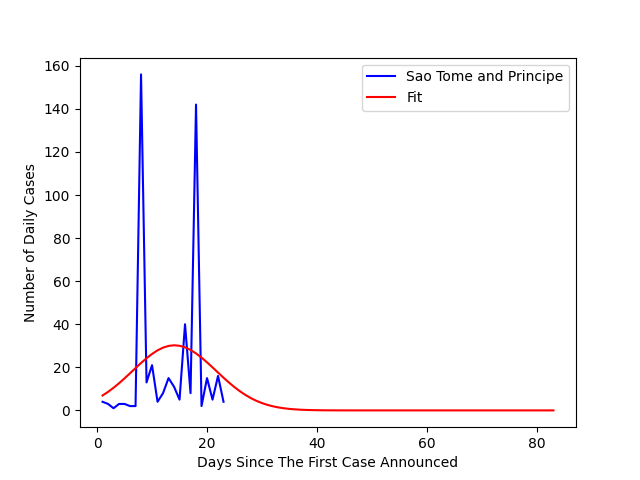 Sao Tome and Principe
Fit
160
140
120
100
80
60
40
20
0
Number of Daily Cases
0 20 40 60 80
Days Since The First Case Announced